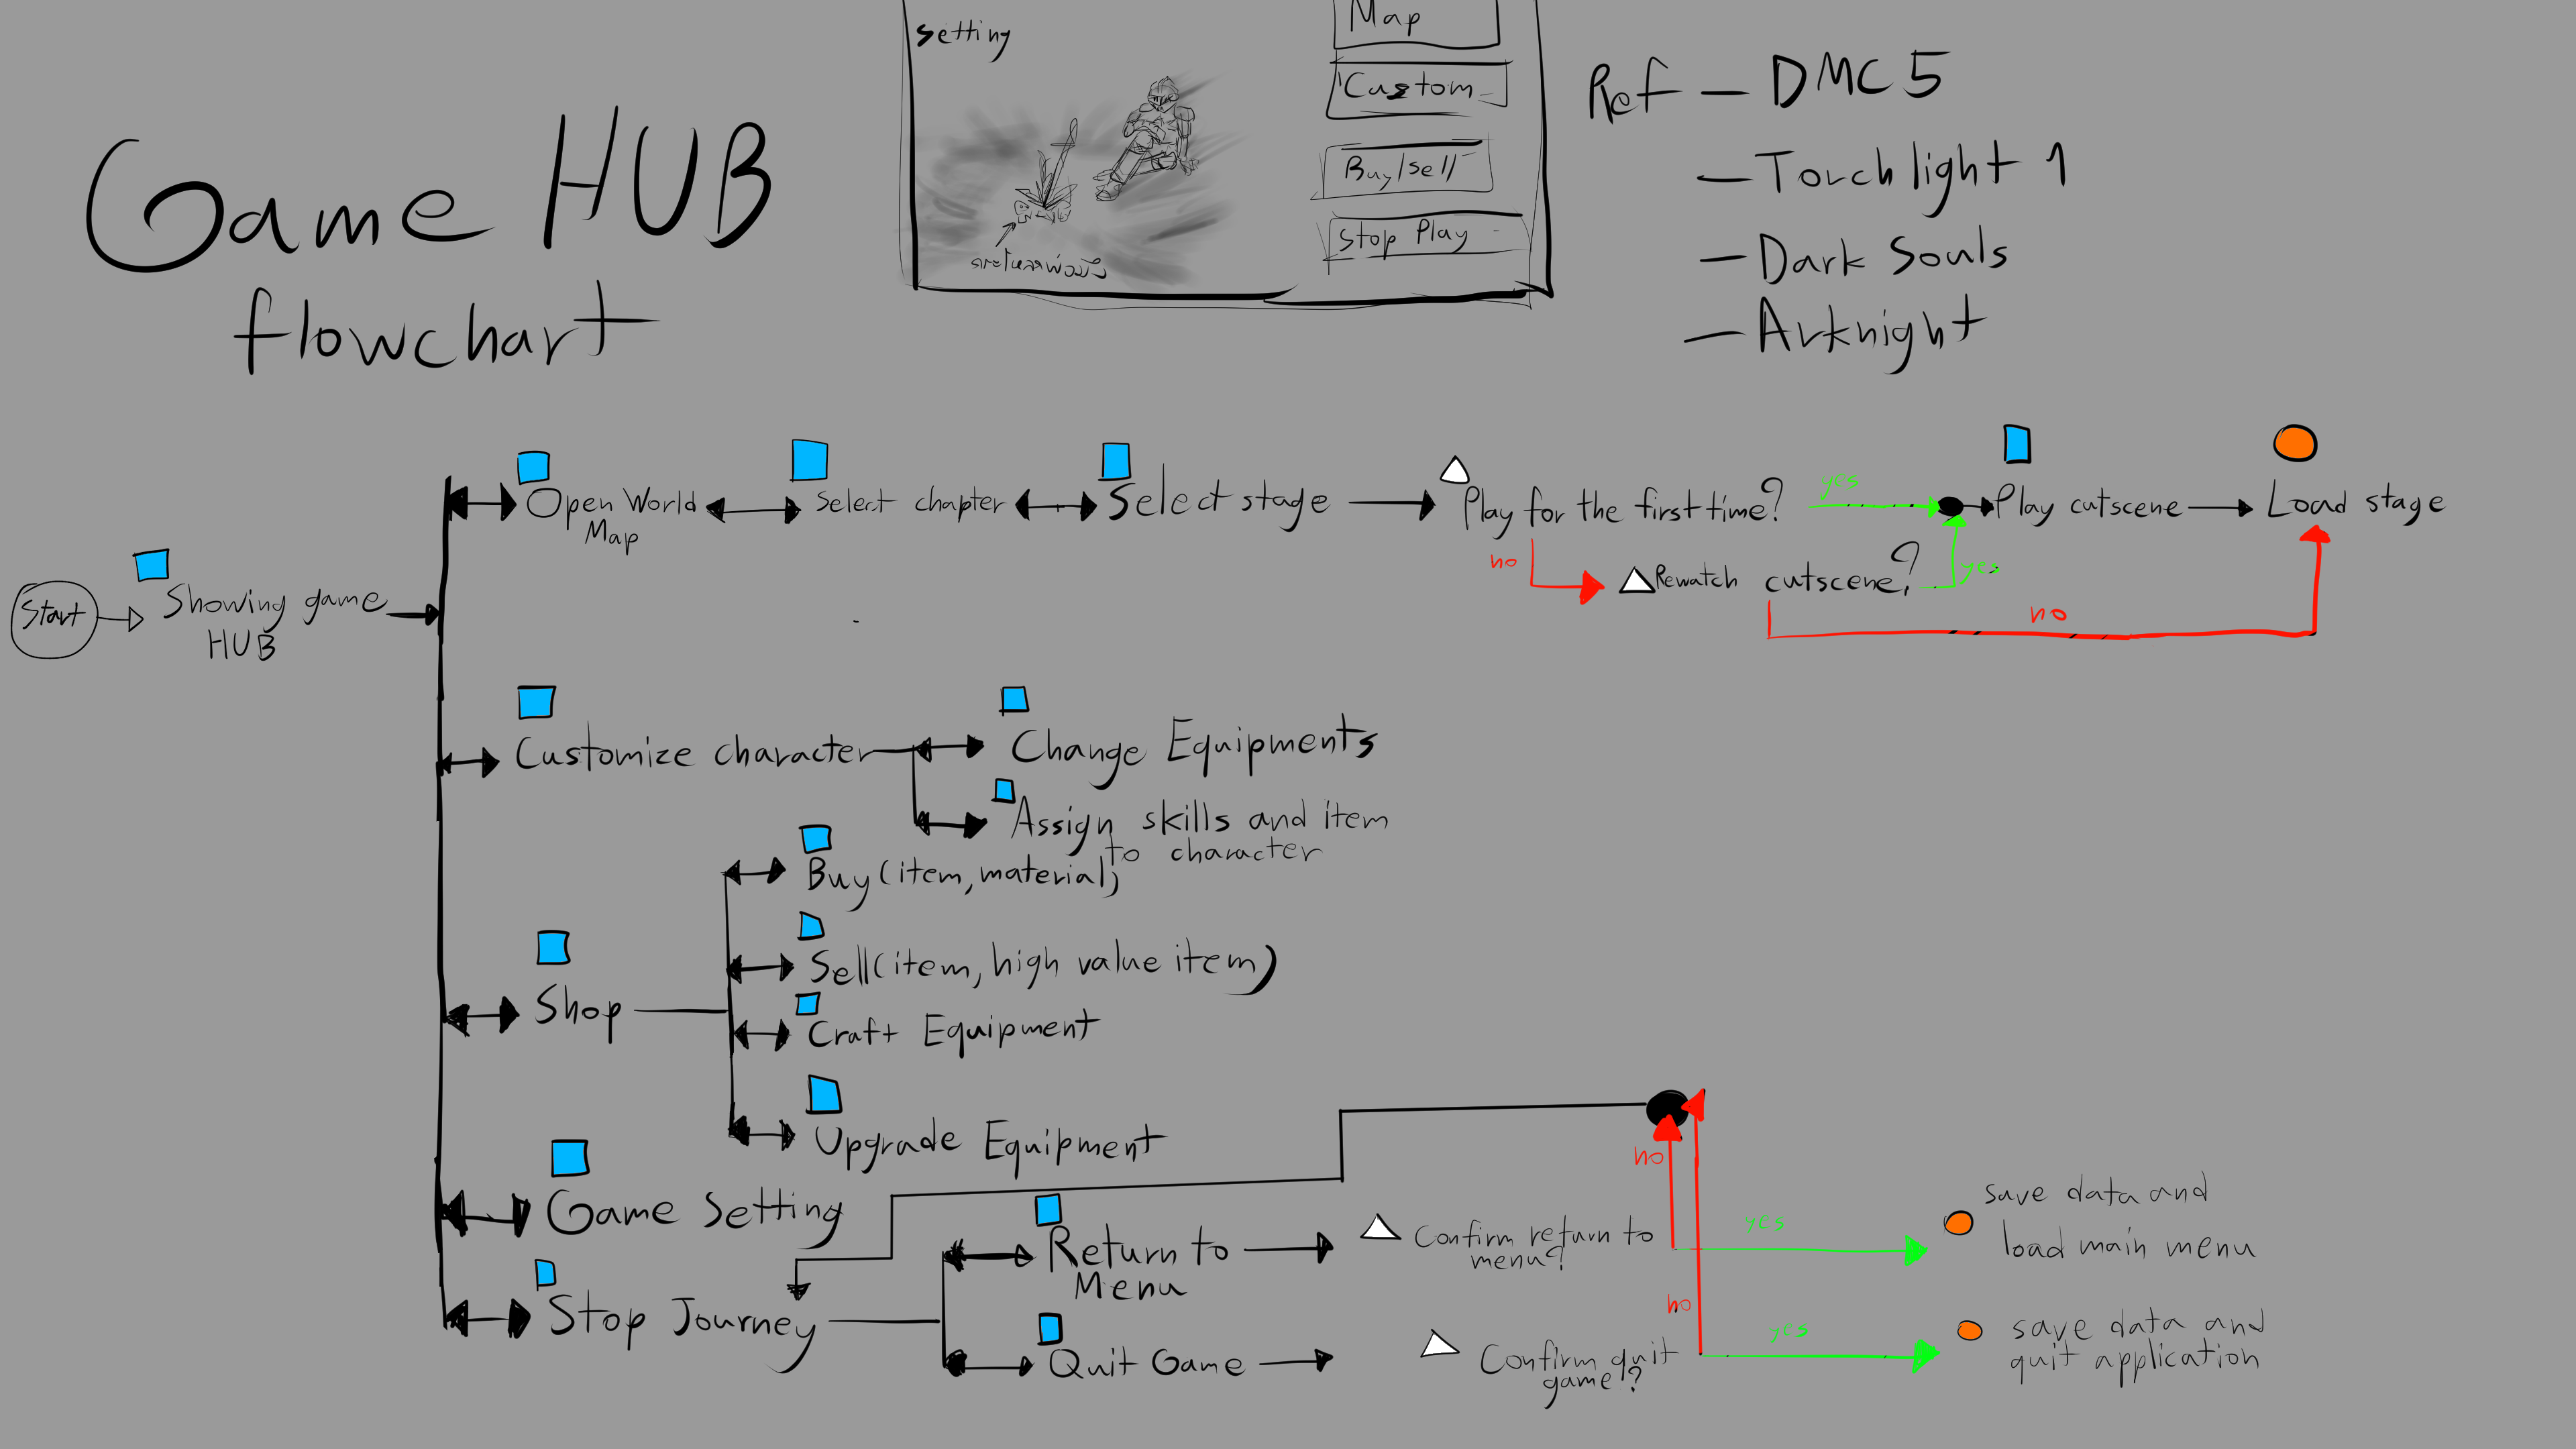 Game HUB
flowchart
setting
Map
Custom
Buy/sell
Stop Play
Ref - DMC 5
- Torchlight 1
- Dark Souls
- Arknight
Start
Showing game
HUB
Open World
Map
Select chapter
Select stage
Play for the first time?
yes
Play cutscene
Load stage
no
Rewatch cutscene?
yes
no
Customize character
Change Equipments
Assign skills and item
to character
Buy (item, material)
Sell (item, high value item)
Shop
Craft Equipment
Upgrade Equipment
Game Setting
Stop Journey
Return to
Menu
Confirm return to
menu?
no
yes
save data and
load main menu
Quit Game
Confirm quit
game?
no
yes
save data and
quit application